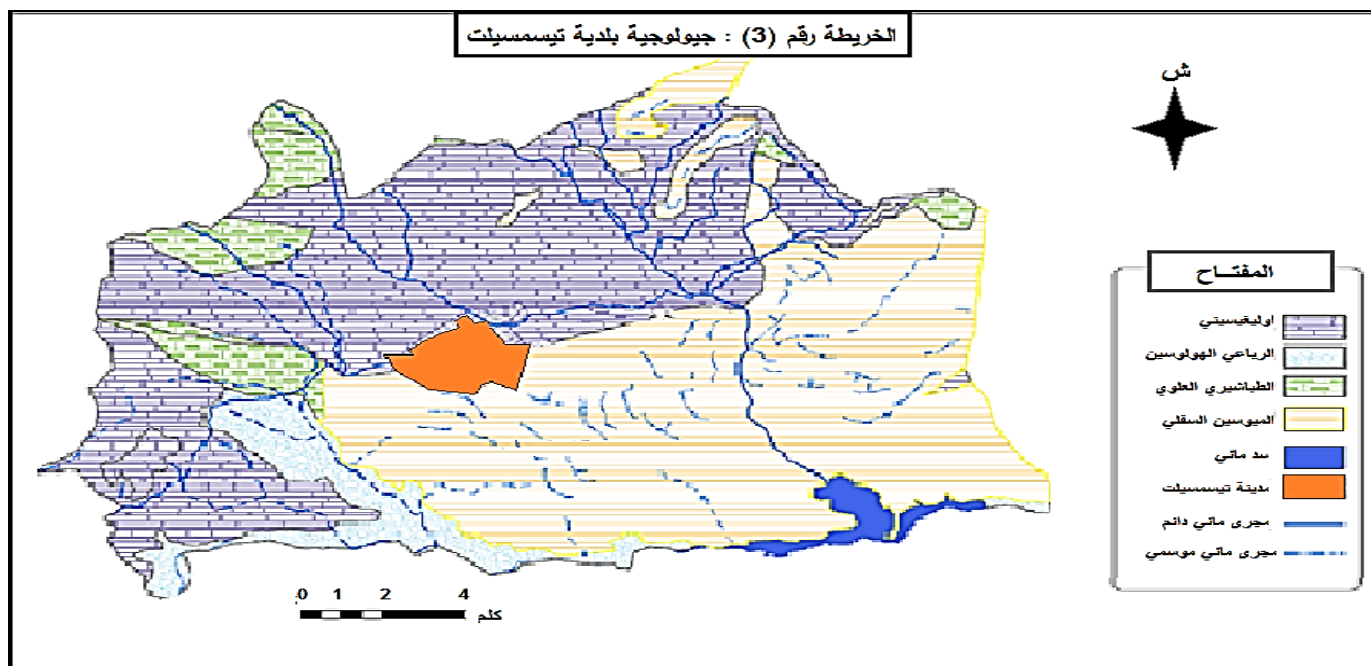 الخريطة رقم (3) : جيولوجية بلدية تيسمسيلت
ش
المفتــاح
اوليغيسيتي
الرباعي الهولوسين
الطباشيري العلوي
الميوسين السفلي
سد مائي
مدينة تيسمسيلت
مجرى مائي دائم
مجرى مائي موسمي
0 1 2 4
كلم